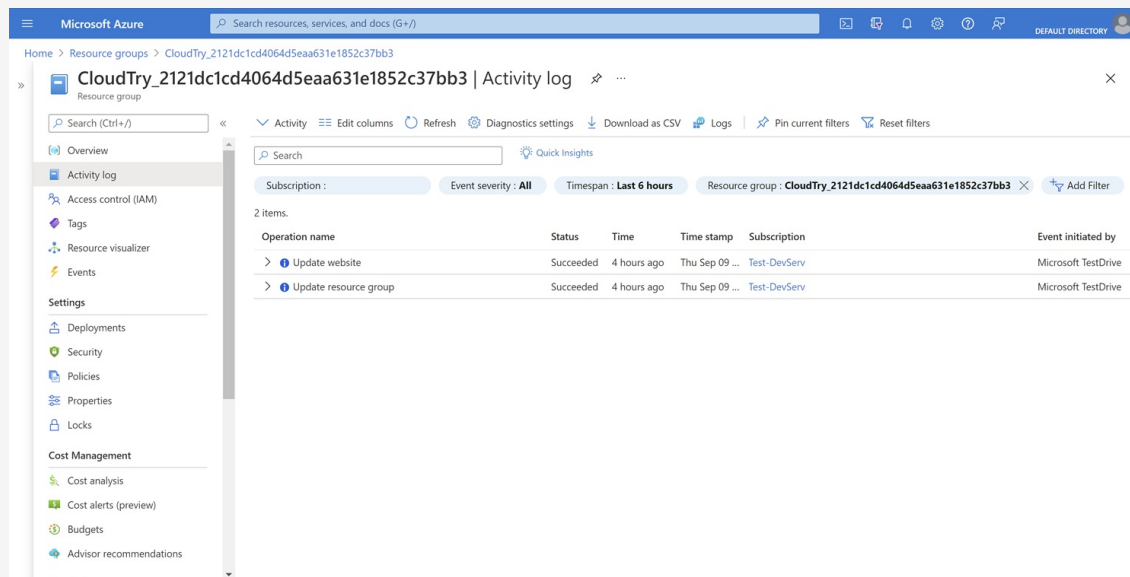 Microsoft Azure
Search resources, services, and docs (G+/)
DEFAULT DIRECTORY
Home > Resource groups > CloudTry_2121dc1cd4064d5eaa631e1852c37bb3
CloudTry_2121dc1cd4064d5eaa631e1852c37bb3 | Activity log
Resource group
Search (Ctrl+/)
Overview
Activity log
Access control (IAM)
Tags
Resource visualizer
Events
Settings
Deployments
Security
Policies
Properties
Locks
Cost Management
Cost analysis
Cost alerts (preview)
Budgets
Advisor recommendations
Activity Edit columns Refresh Diagnostics settings Download as CSV Logs Pin current filters Reset filters
Search Quick Insights
Subscription : Event severity : All Timespan : Last 6 hours Resource group : CloudTry_2121dc1cd4064d5eaa631e1852c37bb3 Add Filter
2 items.
Operation name Status Time Time stamp Subscription Event initiated by
Update website Succeeded 4 hours ago Thu Sep 09 ... Test-DevServ Microsoft TestDrive
Update resource group Succeeded 4 hours ago Thu Sep 09 ... Test-DevServ Microsoft TestDrive